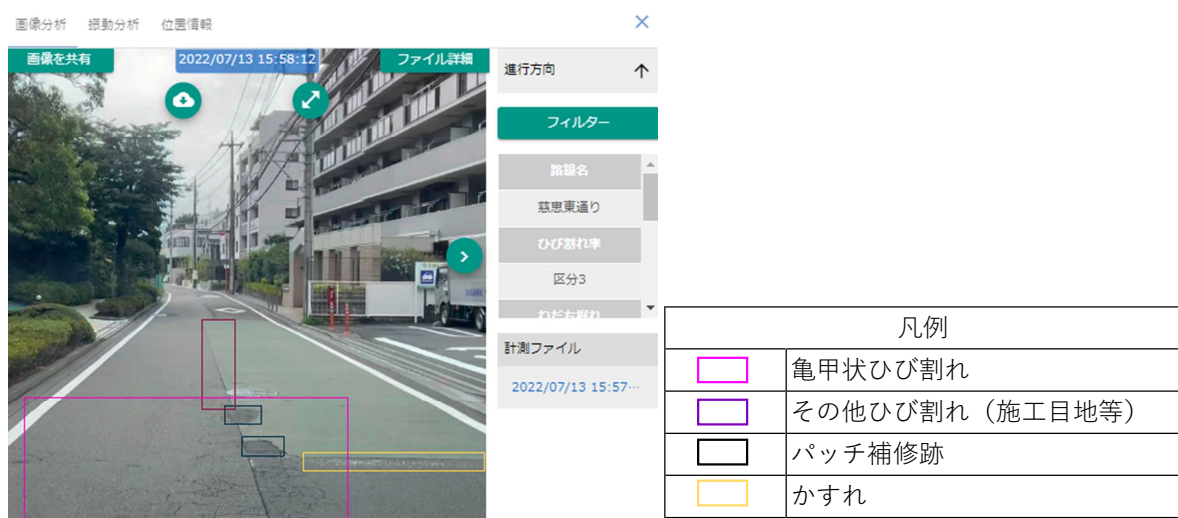 画像分析 振動分析 位置情報
画像を共有
2022/07/13 15:58:12
ファイル詳細
進行方向
フィルター
路線名
慈恵東通り
ひび割れ率
区分3
わだち掘れ
計測ファイル
2022/07/13 15:57…
凡例
亀甲状ひび割れ
その他ひび割れ（施工目地等）
パッチ補修跡
かすれ